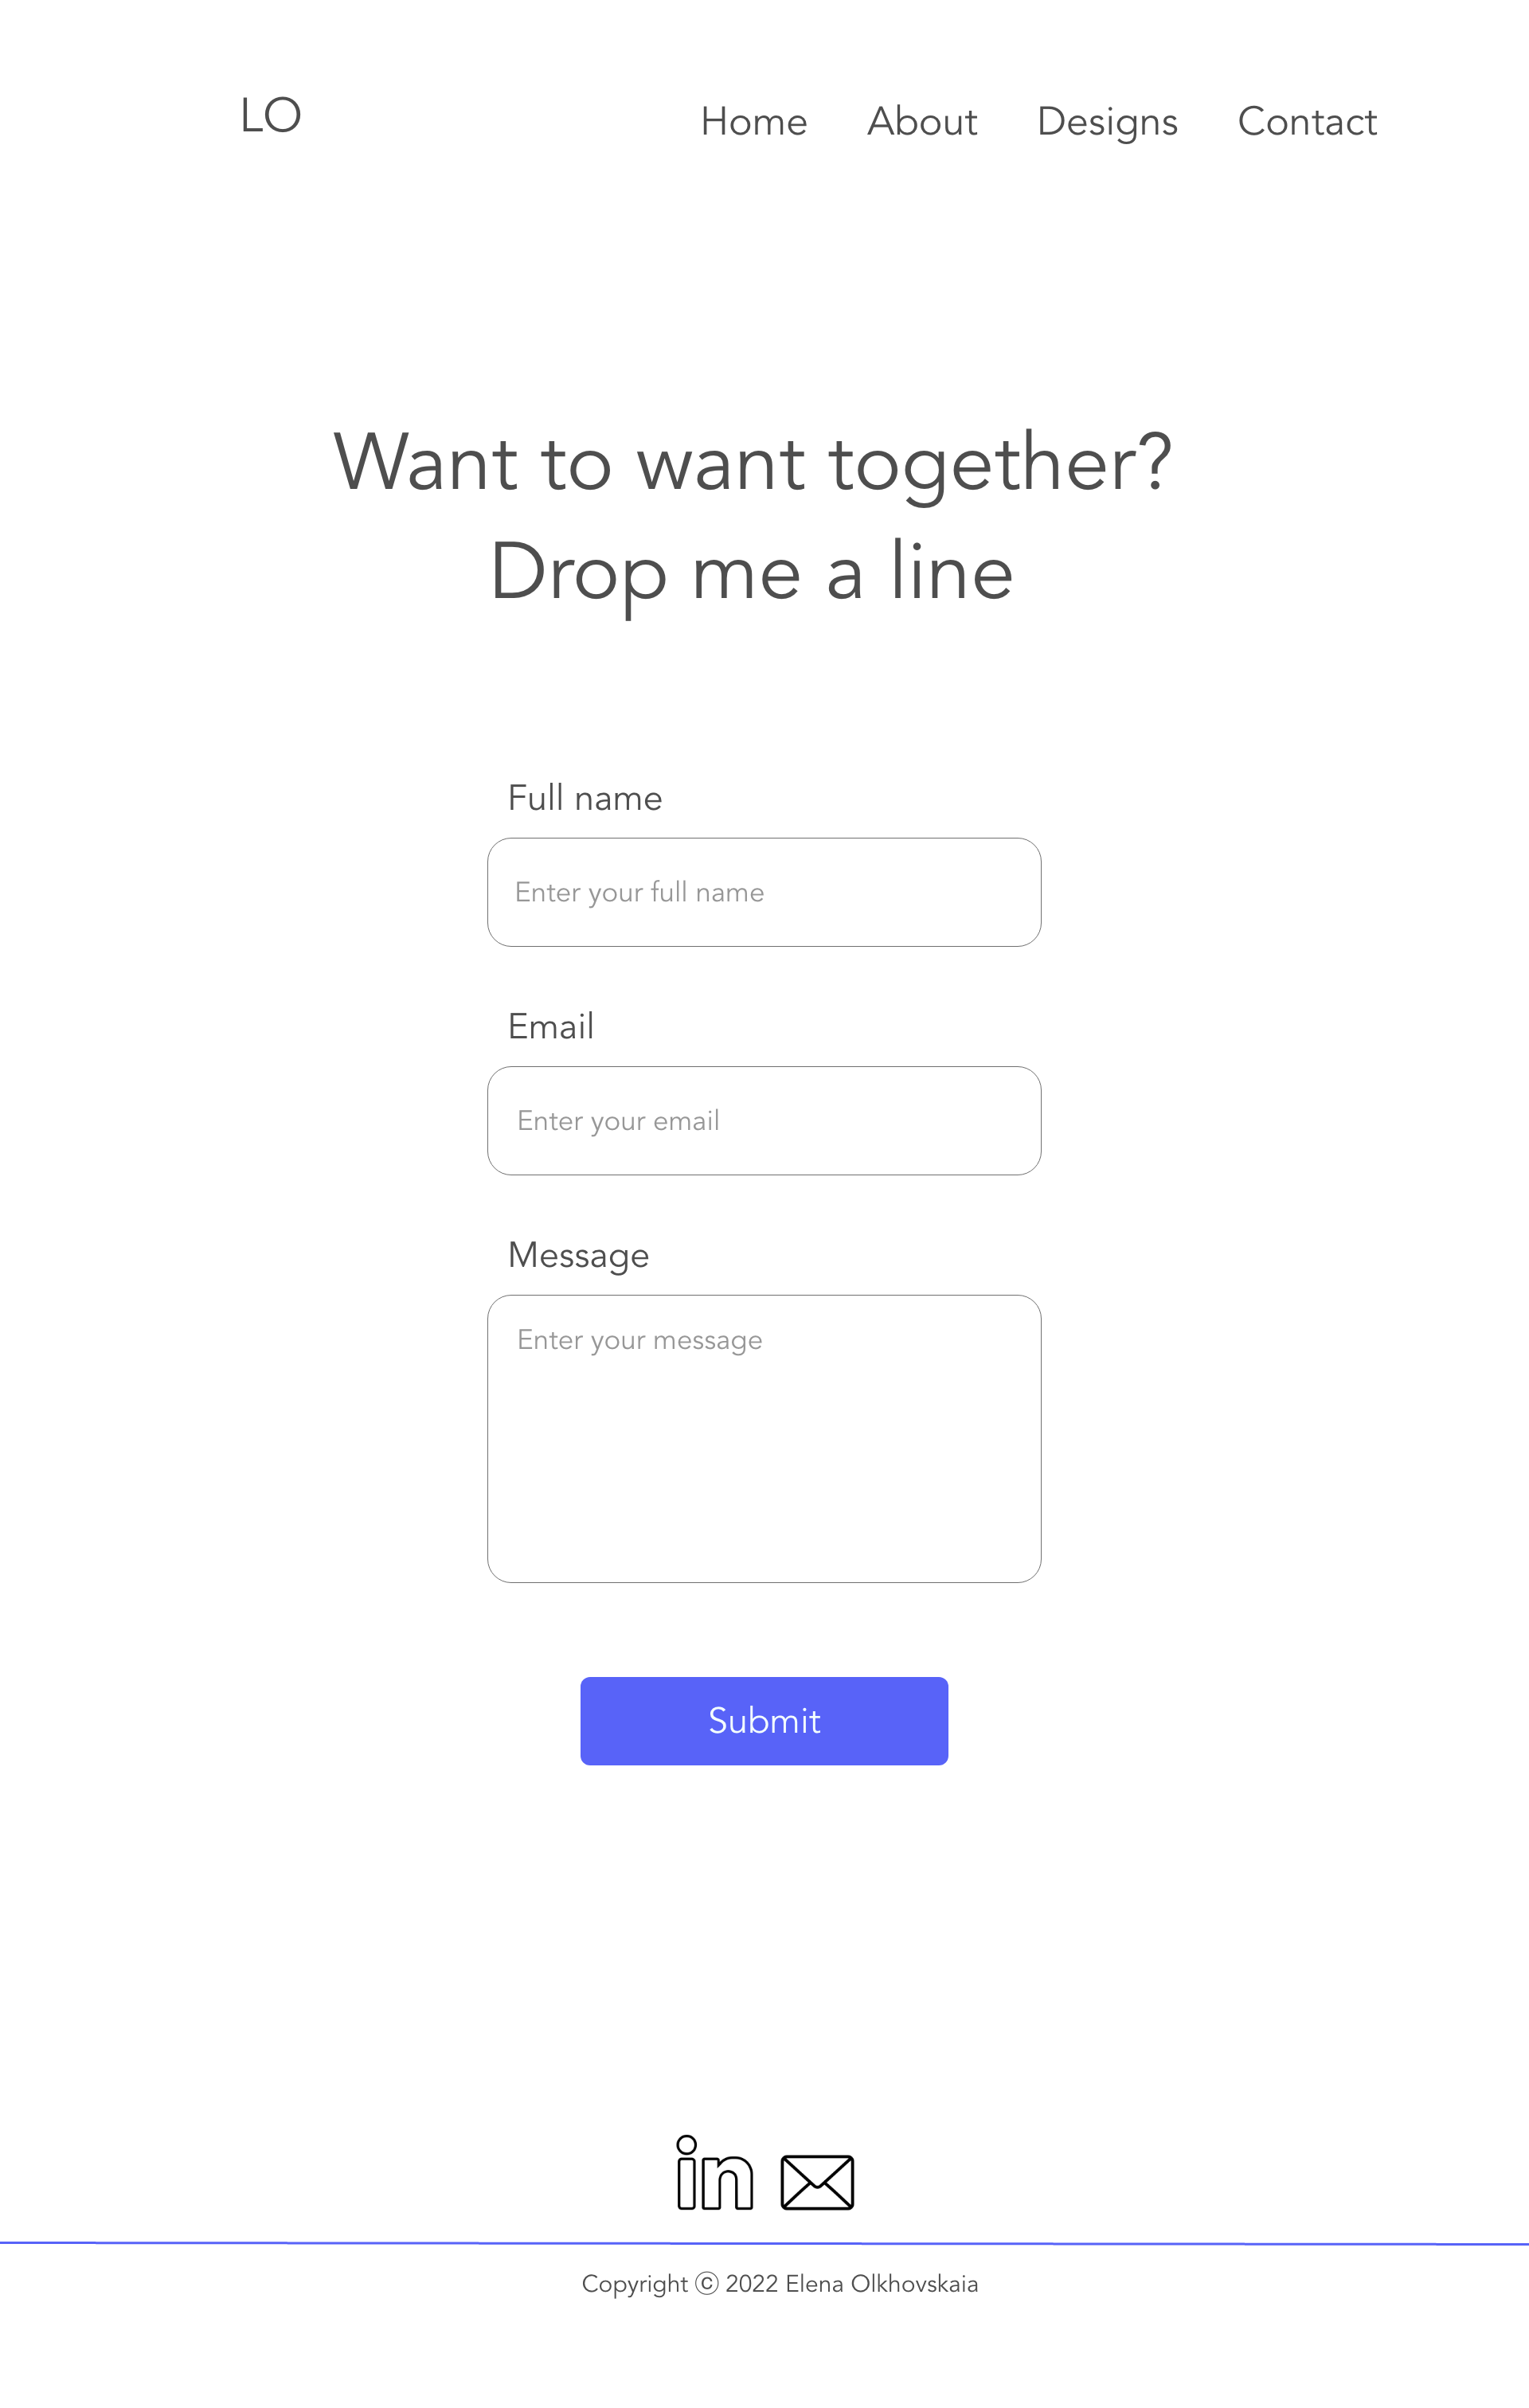 LO
Home About Designs Contact
Want to want together?
Drop me a line
Full name
Enter your full name
Email
Enter your email
Message
Enter your message
Submit
in
Copyright ⓒ 2022 Elena Olkhovskaia